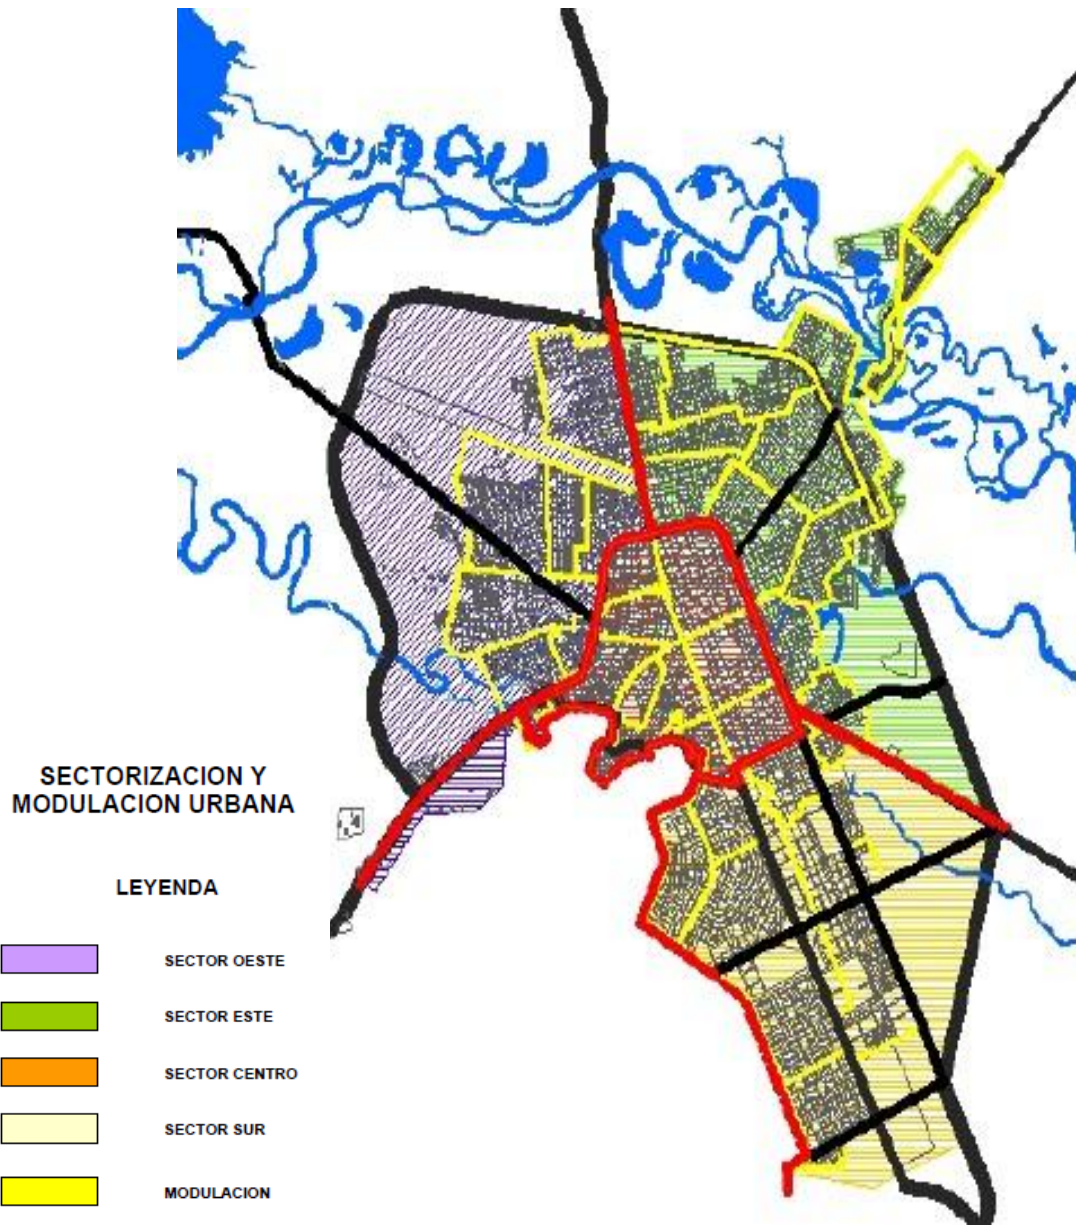 SECTORIZACION Y
MODULACION URBANA
LEYENDA
SECTOR OESTE
SECTOR ESTE
SECTOR CENTRO
SECTOR SUR
MODULACION